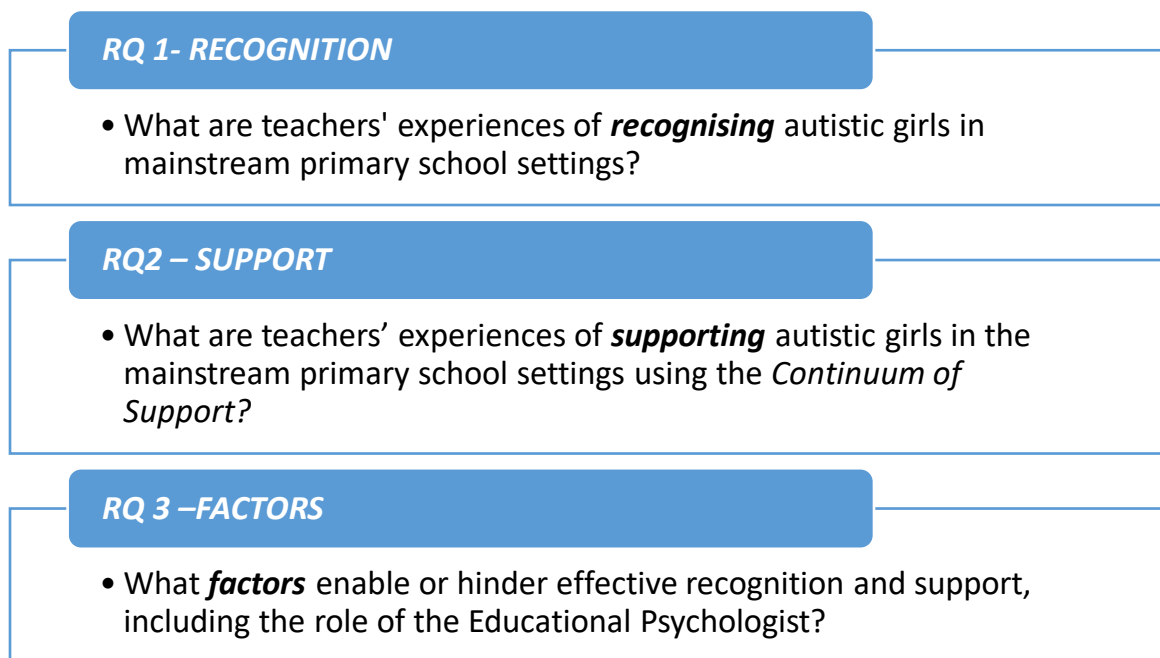 RQ 1- RECOGNITION
• What are teachers' experiences of recognising autistic girls in
mainstream primary school settings?
RQ2 – SUPPORT
• What are teachers’ experiences of supporting autistic girls in the
mainstream primary school settings using the Continuum of
Support?
RQ 3 –FACTORS
• What factors enable or hinder effective recognition and support,
including the role of the Educational Psychologist?